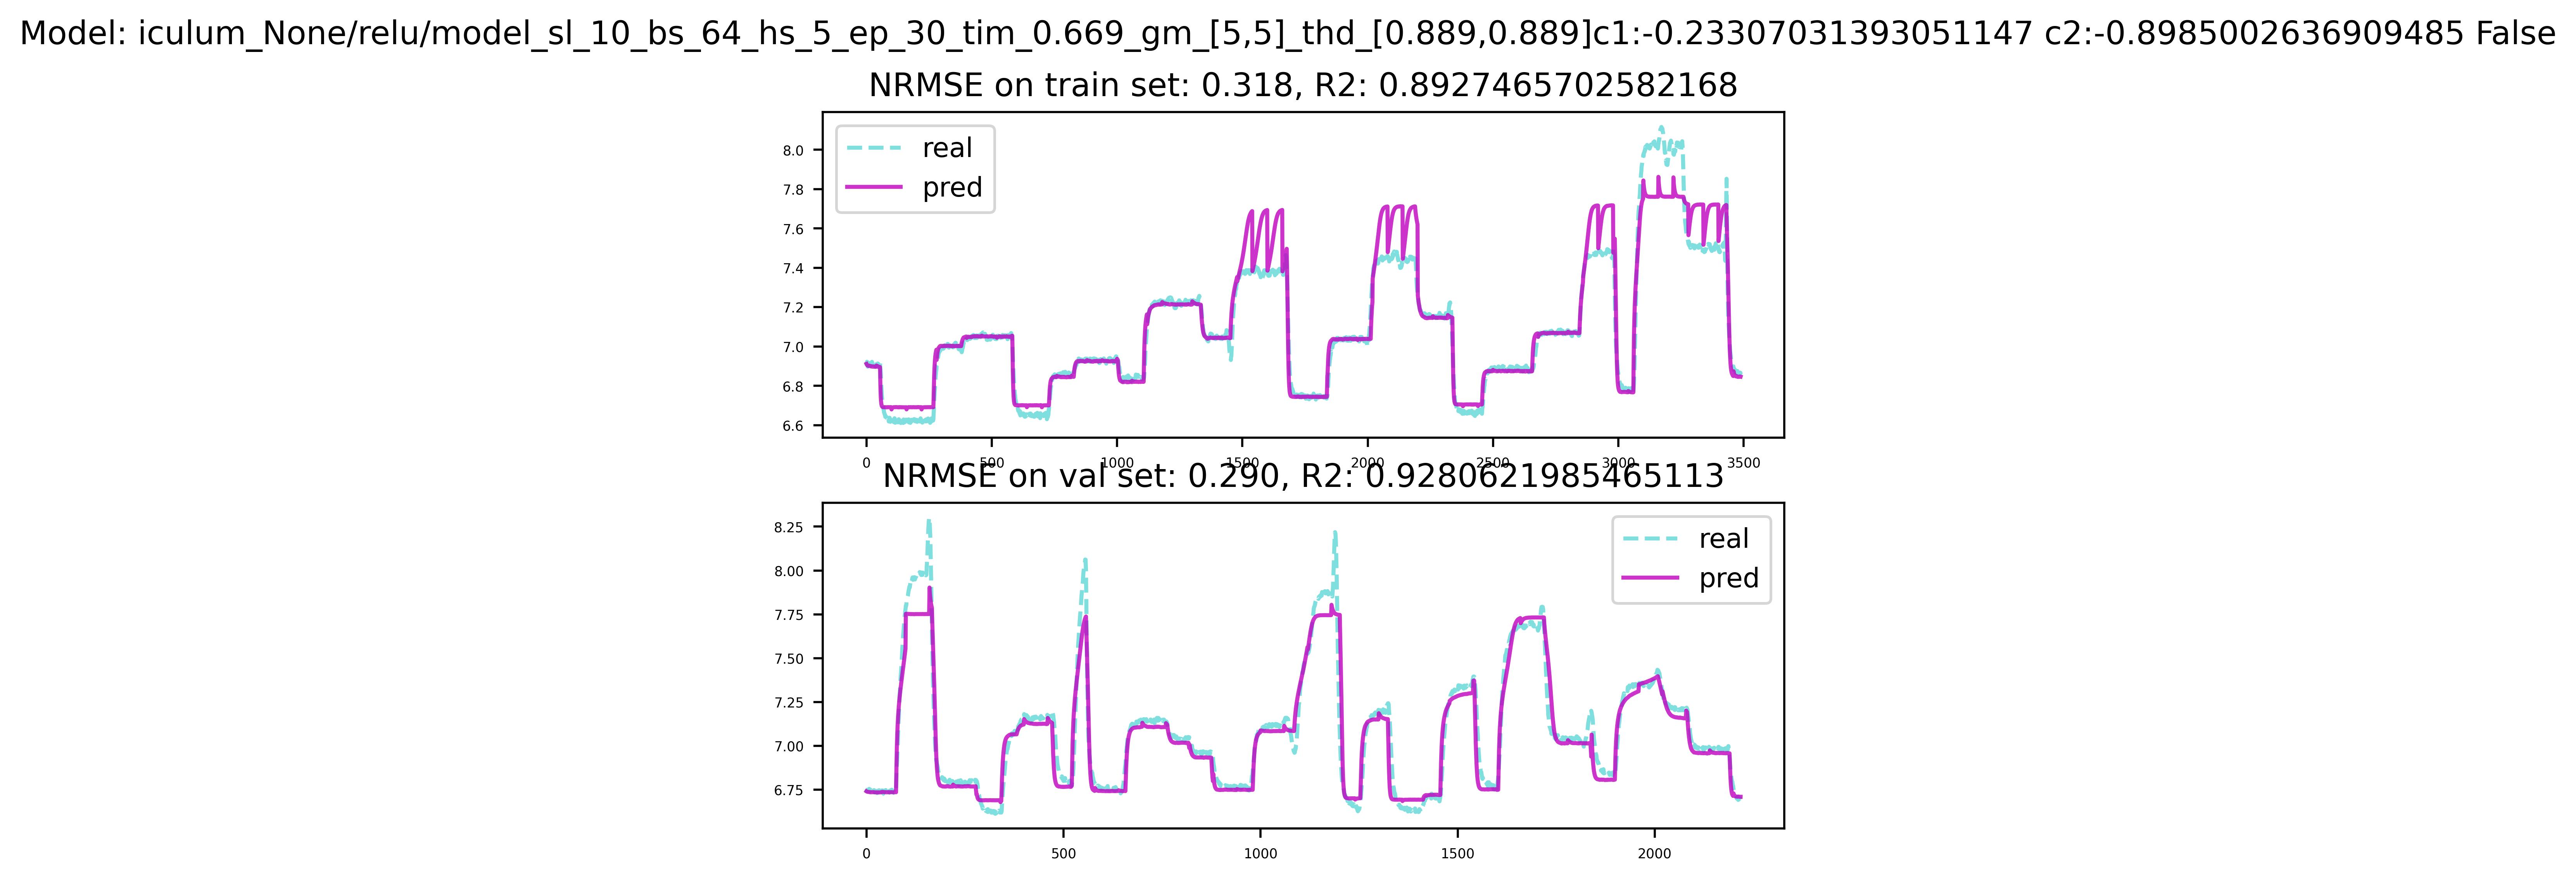 Model: iculum_None/relu/model_sl_10_bs_64_hs_5_ep_30_tim_0.669_gm_[5,5]_thd_[0.889,0.889]c1:-0.23307031393051147 c2:-0.8985002636909485 False
NRMSE on train set: 0.318, R2: 0.8927465702582168
real
pred
8.0
7.8
7.6
7.4
7.2
7.0
6.8
6.6
0 500 1000 1500 2000 2500 3000 3500
NRMSE on val set: 0.290, R2: 0.9280621985465113
real
pred
8.25
8.00
7.75
7.50
7.25
7.00
6.75
0 500 1000 1500 2000